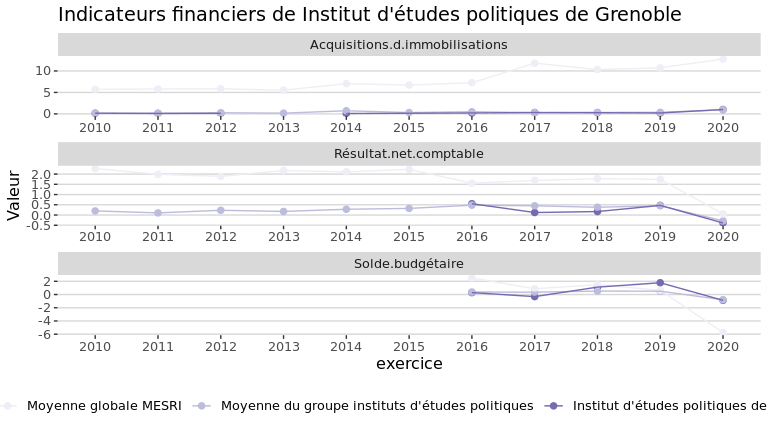 Indicateurs financiers de Institut d'études politiques de Grenoble
Acquisitions.d.immobilisations
10
5
0
2010 2011 2012 2013 2014 2015 2016 2017 2018 2019 2020
Résultat.net.comptable
Valeur
2.0
1.5
1.0
0.5
0.0
-0.5
2010 2011 2012 2013 2014 2015 2016 2017 2018 2019 2020
Solde.budgétaire
2
0
-2
-4
-6
2010 2011 2012 2013 2014 2015 2016 2017 2018 2019 2020
exercice
Moyenne globale MESRI Moyenne du groupe instituts d'études politiques Institut d'études politiques de